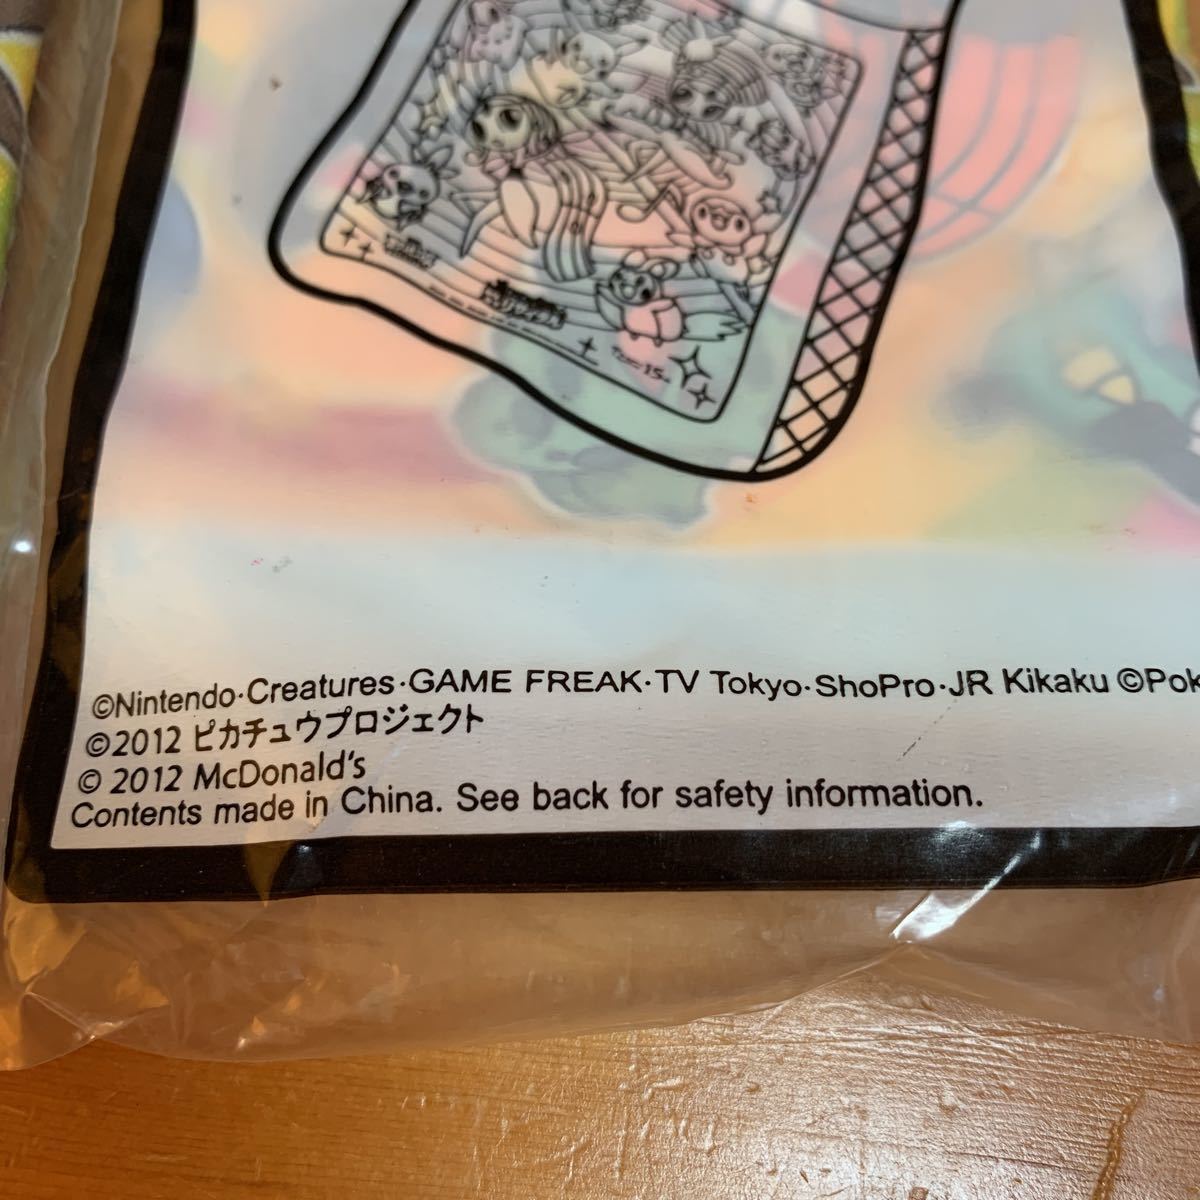 ©Nintendo·Creatures·GAME FREAK·TV Tokyo·ShoPro·JR Kikaku ©Pok
©2012 ピカチュウプロジェクト
© 2012 McDonald's
Contents made in China. See back for safety information.